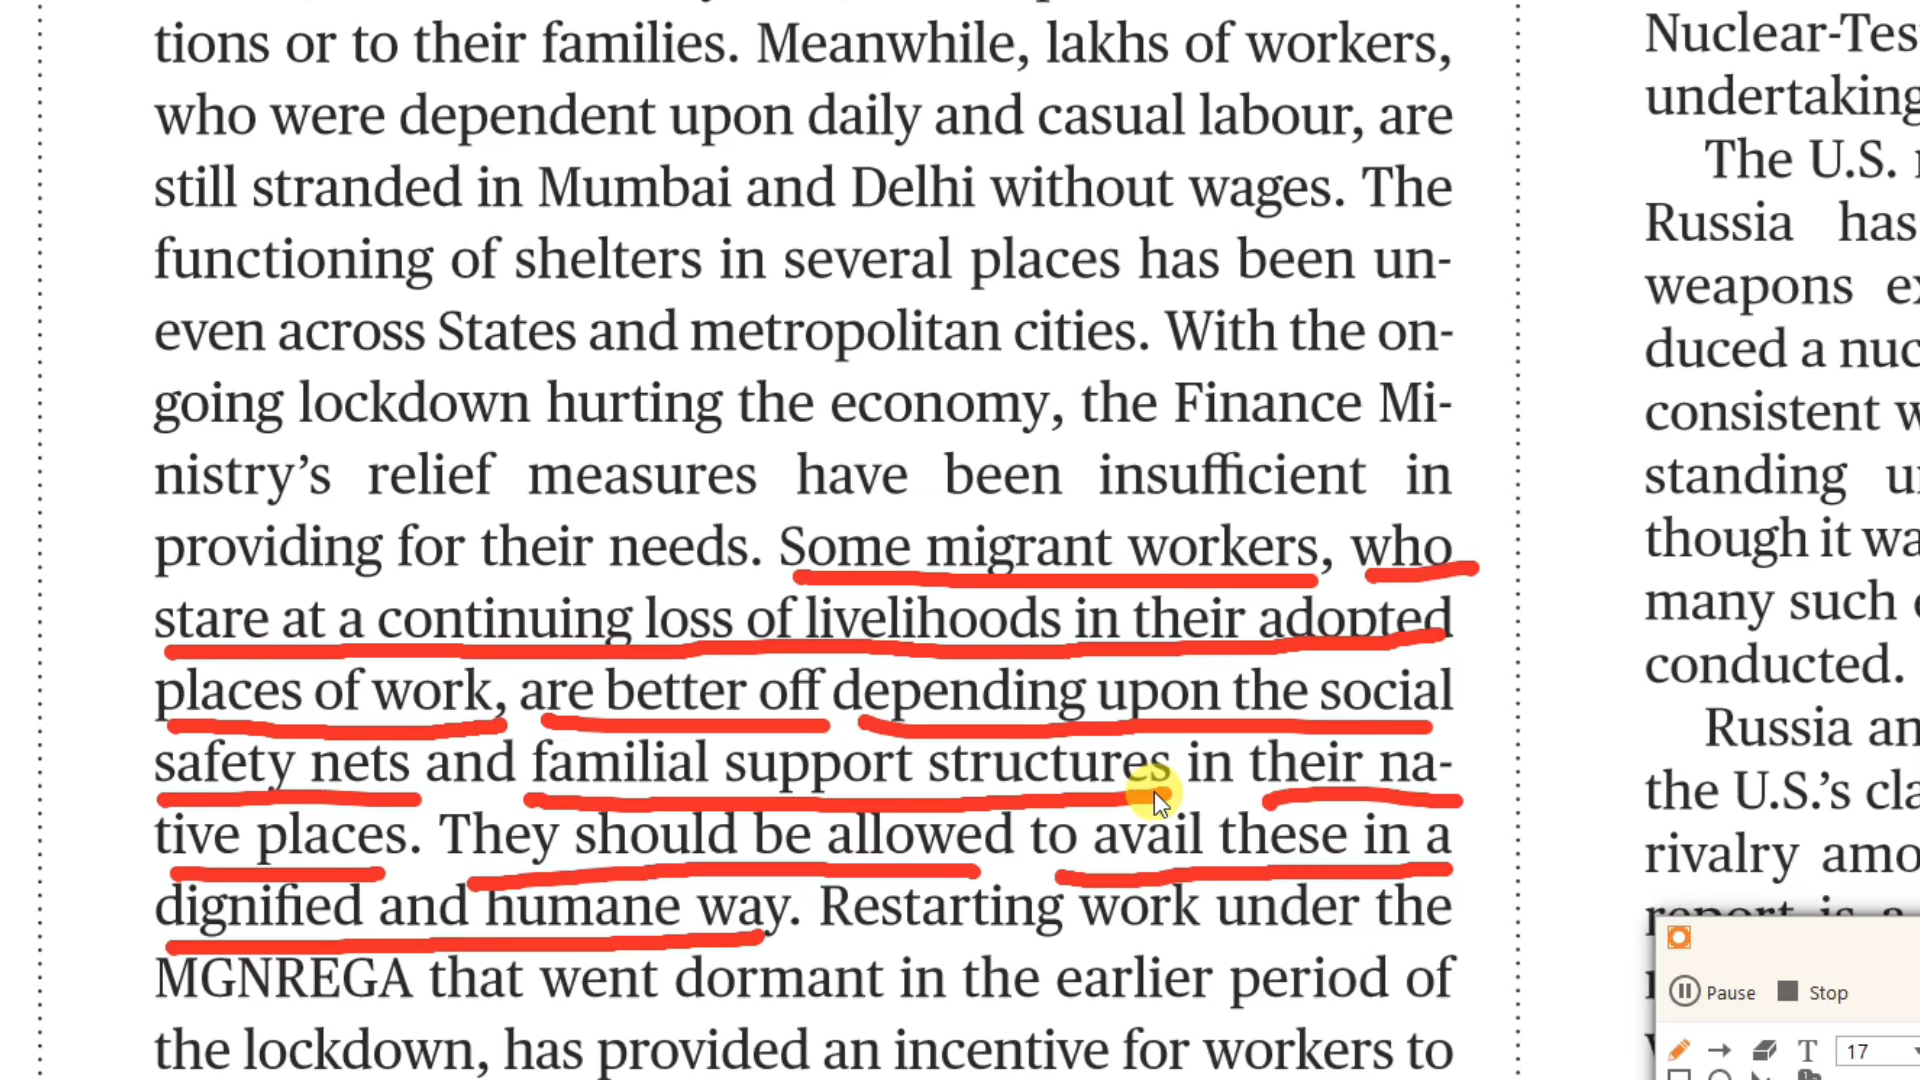 tions or to their families. Meanwhile, lakhs of workers,
who were dependent upon daily and casual labour, are
still stranded in Mumbai and Delhi without wages. The
functioning of shelters in several places has been un-
even across States and metropolitan cities. With the on-
going lockdown hurting the economy, the Finance Mi-
nistry’s relief measures have been insufficient in
providing for their needs. Some migrant workers, who
stare at a continuing loss of livelihoods in their adopted
places of work, are better off depending upon the social
safety nets and familial support structures in their na-
tive places. They should be allowed to avail these in a
dignified and humane way. Restarting work under the
MGNREGA that went dormant in the earlier period of
the lockdown, has provided an incentive for workers to
Nuclear-Tes
undertaking
The U.S.
Russia has
weapons
duced a nuc
consistent
standing
though it wa
many such
conducted.
Russia an
the U.S.’s cla
rivalry amo
report is a
Pause Stop
T 17